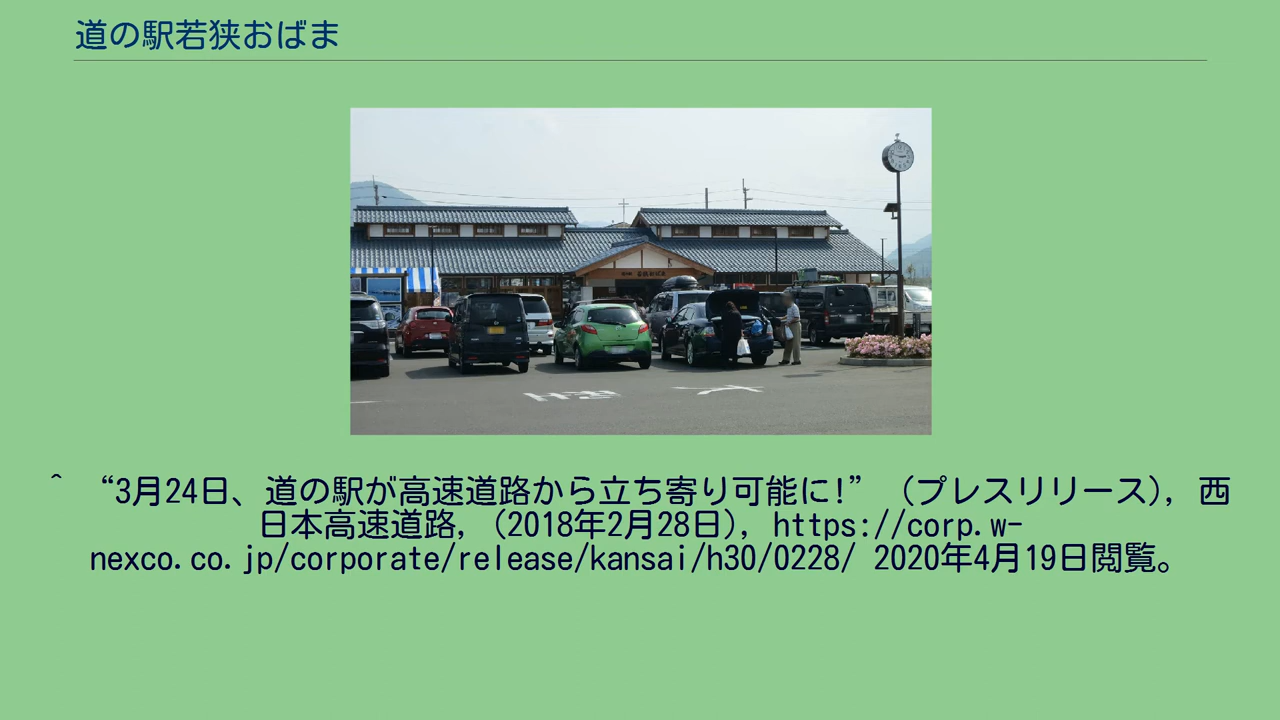 道の駅若狭おばま
^ “3月24日、道の駅が高速道路から立ち寄り可能に!” (プレスリリース), 西
日本高速道路, (2018年2月28日), https://corp.w-
nexco.co.jp/corporate/release/kansai/h30/0228/ 2020年4月19日閲覧。